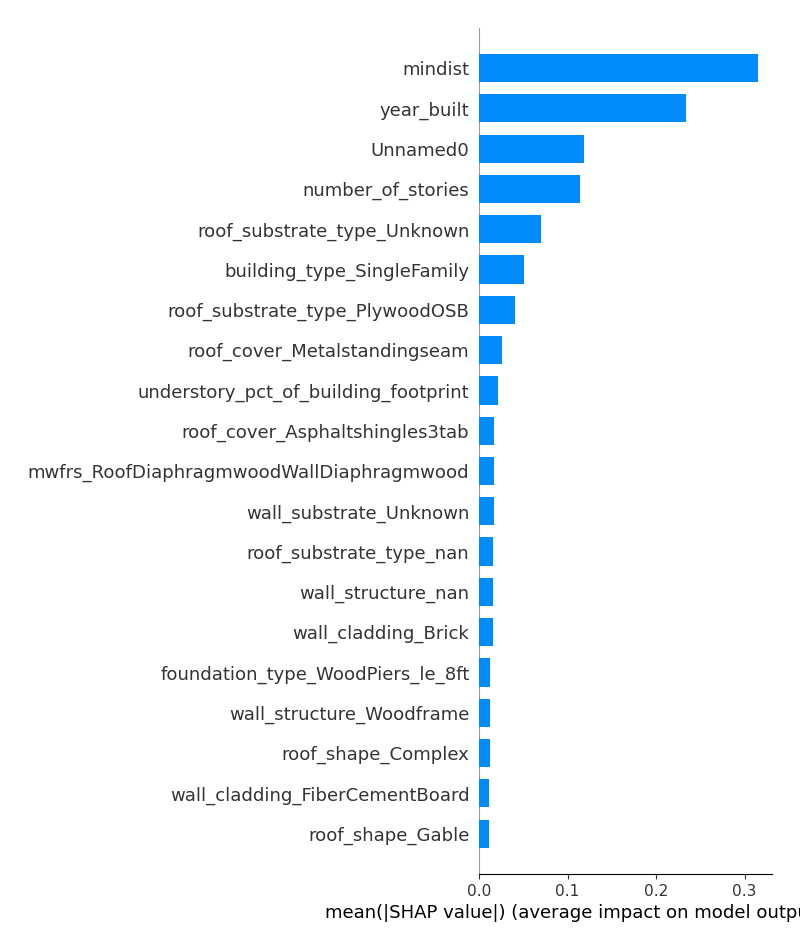 mindist
year_built
Unnamed0
number_of_stories
roof_substrate_type_Unknown
building_type_SingleFamily
roof_substrate_type_PlywoodOSB
roof_cover_Metalstandingseam
understory_pct_of_building_footprint
roof_cover_Asphaltshingles3tab
mwfrs_RoofDiaphragmwoodWallDiaphragmwood
wall_substrate_Unknown
roof_substrate_type_nan
wall_structure_nan
wall_cladding_Brick
foundation_type_WoodPiers_le_8ft
wall_structure_Woodframe
roof_shape_Complex
wall_cladding_FiberCementBoard
roof_shape_Gable
0.0 0.1 0.2 0.3
mean(|SHAP value|) (average impact on model outpu